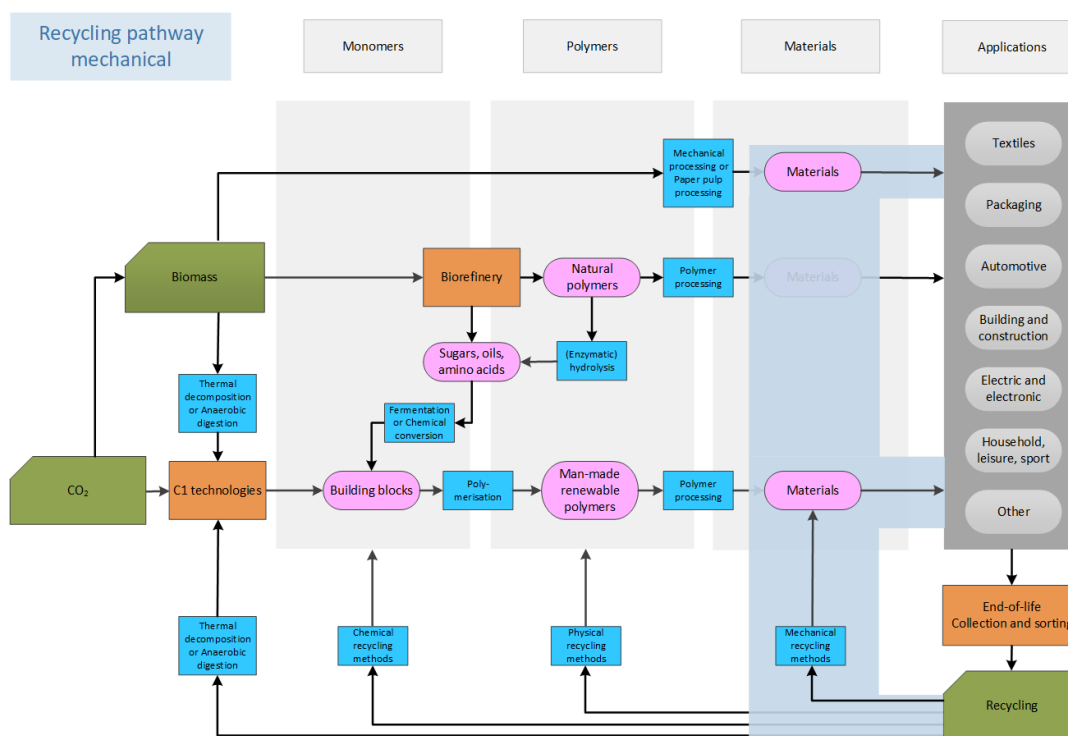 Recycling pathway
mechanical
Monomers
Polymers
Materials
Applications
Mechanical
processing or
Paper pulp
processing
Materials
Textiles
Packaging
Biomass
Biorefinery
Natural
polymers
Polymer
processing
Materials
Automotive
Building and
construction
Sugars, oils,
amino acids
(Enzymatic)
hydrolysis
Electric and
electronic
Thermal
decomposition
or Anaerobic
digestion
Fermentation
or Chemical
conversion
Household,
leisure, sport
CO₂
C1 technologies
Building blocks
Poly-
merisation
Man-made
renewable
polymers
Polymer
processing
Materials
Other
End-of-life
Collection and sorting
Thermal
decomposition
or Anaerobic
digestion
Chemical
recycling
methods
Physical
recycling
methods
Mechanical
recycling
methods
Recycling